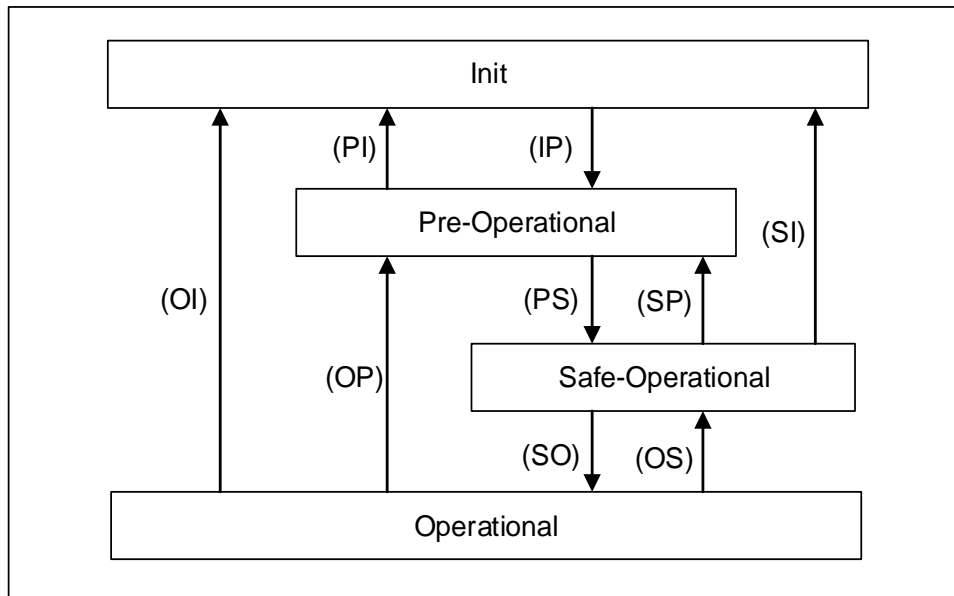 Init
(PI)
(IP)
Pre-Operational
(SI)
(OI)
(PS)
(SP)
(OP)
Safe-Operational
(SO)
(OS)
Operational